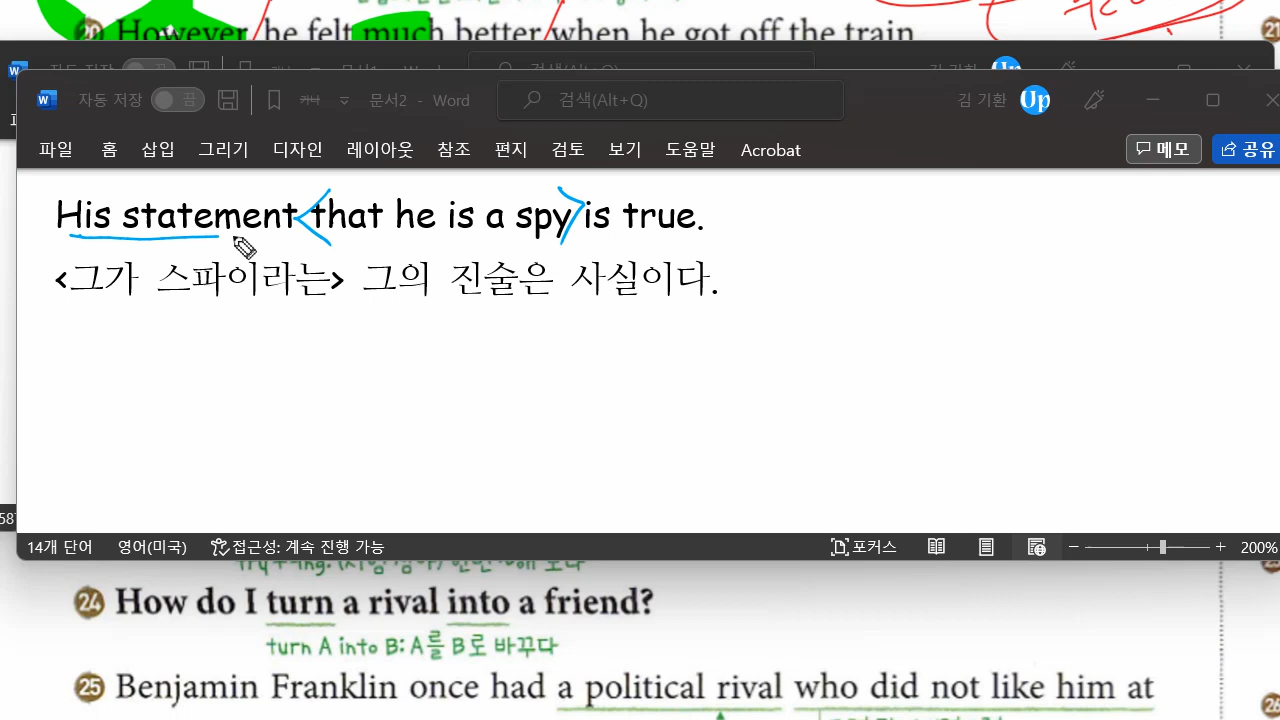 20 However, he felt much better when he got off the train
자동 저장 끔 문서2 - Word 검색(Alt+Q) 김 기환 Up
파일 홈 삽입 그리기 디자인 레이아웃 참조 편지 검토 보기 도움말 Acrobat 메모 공유
His statement that he is a spy is true.
<그가 스파이라는> 그의 진술은 사실이다.
14개 단어 영어(미국) 접근성: 계속 진행 가능 포커스 200%
24 How do I turn a rival into a friend?
turn A into B: A를 B로 바꾸다
25 Benjamin Franklin once had a political rival who did not like him at